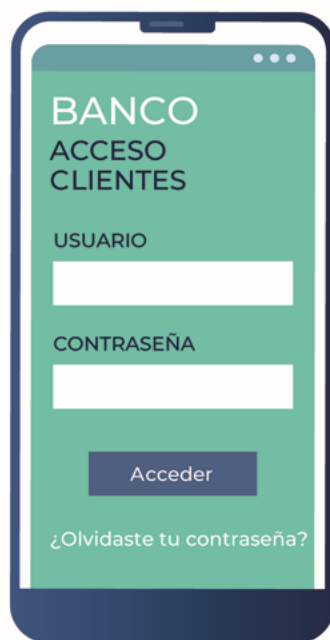 BANCO
ACCESO
CLIENTES
USUARIO
CONTRASEÑA
Acceder
¿Olvidaste tu contraseña?